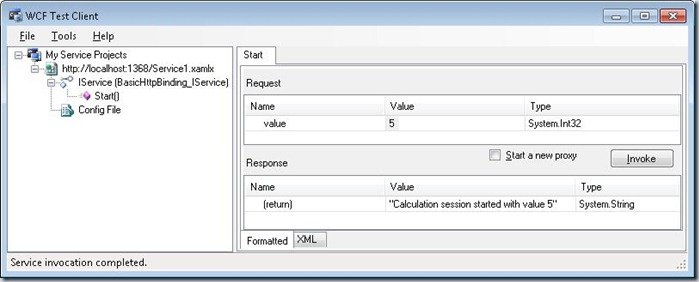 WCF Test Client
File Tools Help
My Service Projects
http://localhost:1368/Service1.xamlx
IService (BasicHttpBinding_IService)
Start()
Config File
Start
Request
Name Value Type
value 5 System.Int32
Start a new proxy
Invoke
Response
Name Value Type
(return) "Calculation session started with value 5" System.String
Formatted XML
Service invocation completed.